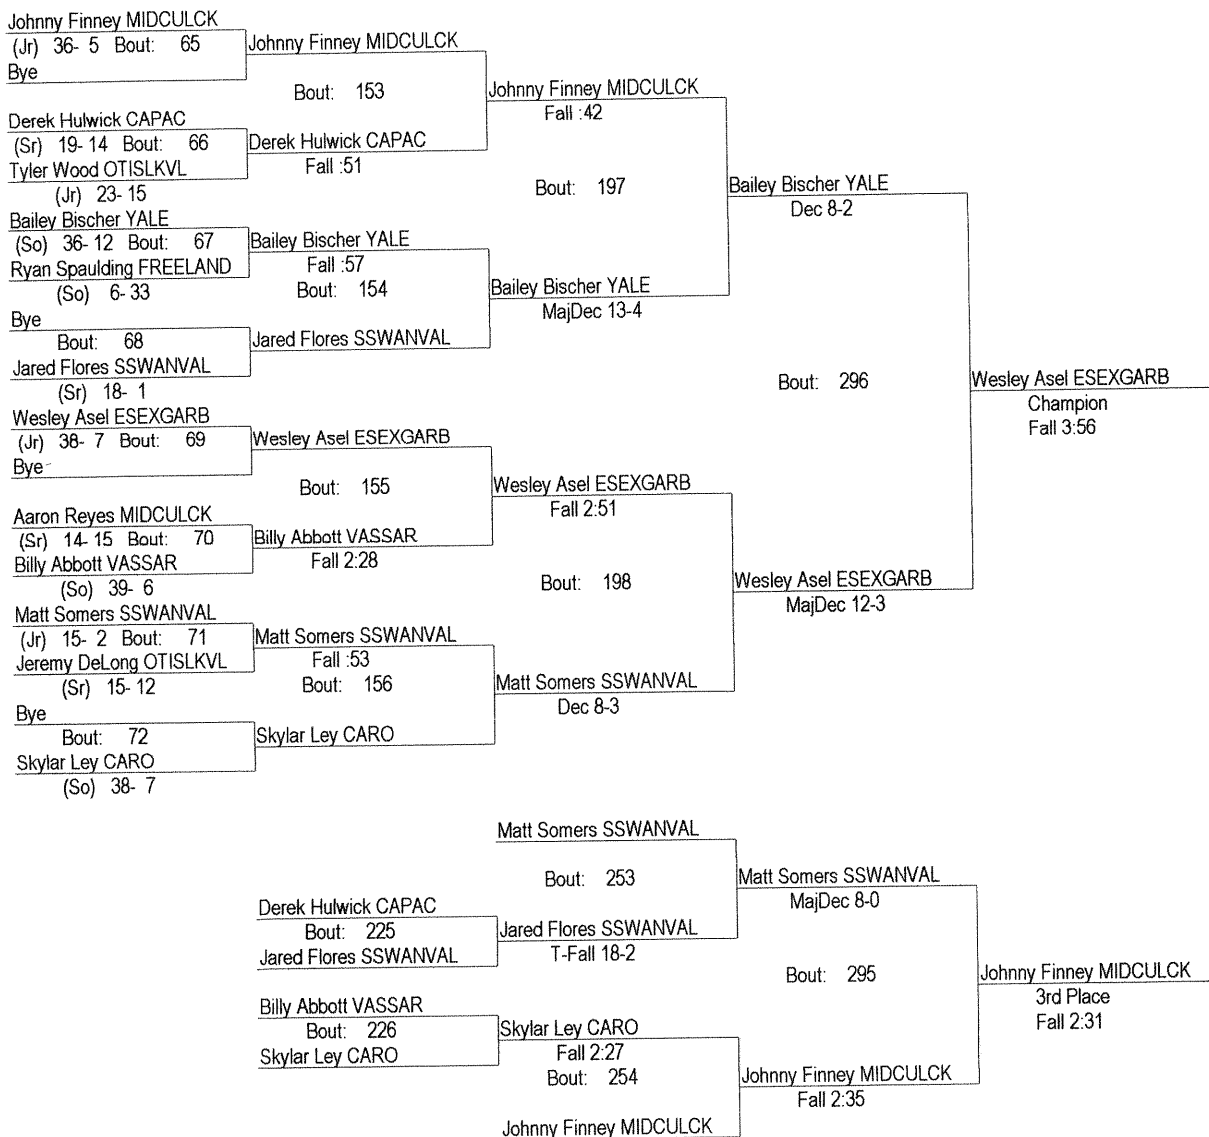 Johnny Finney MIDCULCK
(Jr) 36- 5 Bout: 65
Bye
Johnny Finney MIDCULCK
Bout: 153
Johnny Finney MIDCULCK
Fall :42
Derek Hulwick CAPAC
(Sr) 19- 14 Bout: 66
Tyler Wood OTISLKVL
(Jr) 23- 15
Derek Hulwick CAPAC
Fall :51
Bout: 197
Bailey Bischer YALE
Dec 8-2
Bailey Bischer YALE
(So) 36- 12 Bout: 67
Ryan Spaulding FREELAND
(So) 6- 33
Bailey Bischer YALE
Fall :57
Bout: 154
Bailey Bischer YALE
MajDec 13-4
Bye
Bout: 68
Jared Flores SSWANVAL
(Sr) 18- 1
Jared Flores SSWANVAL
Bout: 296
Wesley Asel ESEXGARB
Champion
Fall 3:56
Wesley Asel ESEXGARB
(Jr) 38- 7 Bout: 69
Bye
Wesley Asel ESEXGARB
Bout: 155
Wesley Asel ESEXGARB
Fall 2:51
Aaron Reyes MIDCULCK
(Sr) 14- 15 Bout: 70
Billy Abbott VASSAR
(So) 39- 6
Billy Abbott VASSAR
Fall 2:28
Bout: 198
Wesley Asel ESEXGARB
MajDec 12-3
Matt Somers SSWANVAL
(Jr) 15- 2 Bout: 71
Jeremy DeLong OTISLKVL
(Sr) 15- 12
Matt Somers SSWANVAL
Fall :53
Bout: 156
Matt Somers SSWANVAL
Dec 8-3
Bye
Bout: 72
Skylar Ley CARO
(So) 38- 7
Skylar Ley CARO
Matt Somers SSWANVAL
Bout: 253
Matt Somers SSWANVAL
MajDec 8-0
Derek Hulwick CAPAC
Bout: 225
Jared Flores SSWANVAL
Jared Flores SSWANVAL
T-Fall 18-2
Bout: 295
Johnny Finney MIDCULCK
3rd Place
Fall 2:31
Billy Abbott VASSAR
Bout: 226
Skylar Ley CARO
Skylar Ley CARO
Fall 2:27
Bout: 254
Johnny Finney MIDCULCK
Fall 2:35
Johnny Finney MIDCULCK